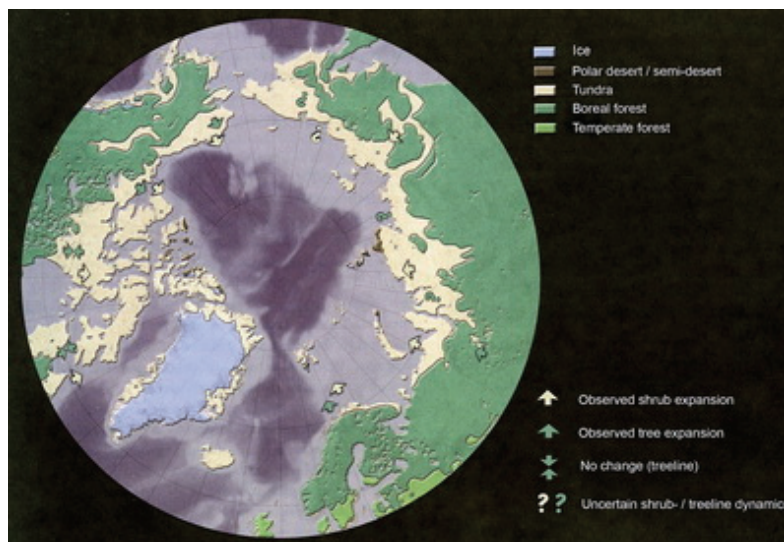 Ice
Polar desert / semi-desert
Tundra
Boreal forest
Temperate forest
Observed shrub expansion
Observed tree expansion
No change (treeline)
? ? Uncertain shrub- / treeline dynamic